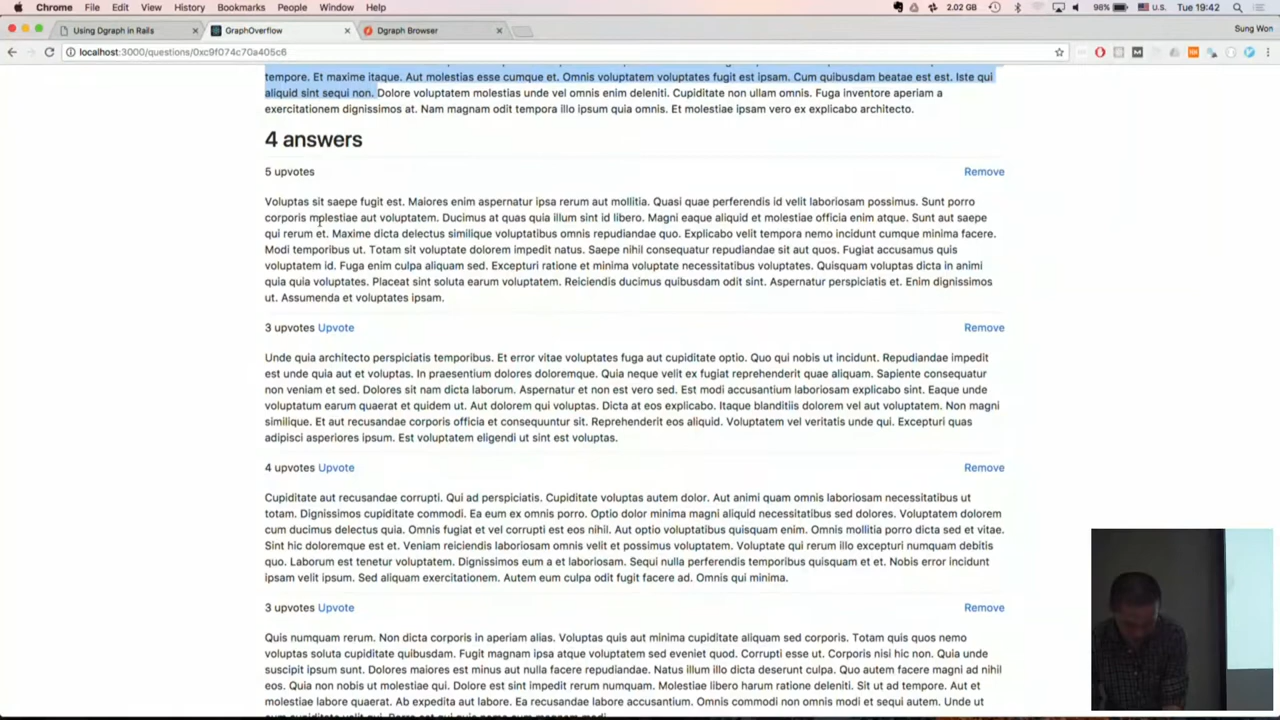 Chrome File Edit View History Bookmarks People Window Help 2.02 GB 98% U.S. Tue 19:42
Using Dgraph in Rails GraphOverflow Dgraph Browser Sung Won
localhost:3000/questions/0xc9f074c70a405c6
tempore. Et maxime itaque. Aut molestias esse cumque et. Omnis voluptatem voluptates fugit est ipsam. Cum quibusdam beatae est est. Iste qui
aliquid sint sequi non. Dolore voluptatem molestias unde vel omnis enim deleniti. Cupiditate non ullam omnis. Fuga inventore aperiam a
exercitationem dignissimos at. Nam magnam odit tempora illo ipsum quia omnis. Et molestiae ipsam vero ex explicabo architecto.
4 answers
5 upvotes Remove
Voluptas sit saepe fugit est. Maiores enim aspernatur ipsa rerum aut mollitia. Quasi quae perferendis id velit laboriosam possimus. Sunt porro
corporis molestiae aut voluptatem. Ducimus at quas quia illum sint id libero. Magni eaque aliquid et molestiae officia enim atque. Sunt aut saepe
qui rerum et. Maxime dicta delectus similique voluptatibus omnis repudiandae quo. Explicabo velit tempora nemo incidunt cumque minima facere.
Modi temporibus ut. Totam sit voluptate dolorem impedit natus. Saepe nihil consequatur repudiandae sit aut quos. Fugiat accusamus quis
voluptatem id. Fuga enim culpa aliquam sed. Excepturi ratione et minima voluptate necessitatibus voluptates. Quisquam voluptas dicta in animi
quia quia voluptates. Placeat sint soluta earum voluptatem. Reiciendis ducimus quibusdam odit sint. Aspernatur perspiciatis et. Enim dignissimos
ut. Assumenda et voluptates ipsam.
3 upvotes Upvote Remove
Unde quia architecto perspiciatis temporibus. Et error vitae voluptates fuga aut cupiditate optio. Quo qui nobis ut incidunt. Repudiandae impedit
est unde quia aut et voluptas. In praesentium dolores doloremque. Quia neque velit ex fugiat reprehenderit quae aliquam. Sapiente consequatur
non veniam et sed. Dolores sit nam dicta laborum. Aspernatur et non est vero sed. Est modi accusantium laboriosam explicabo sint. Eaque unde
voluptatum earum quaerat et quidem ut. Aut dolorem qui voluptas. Dicta at eos explicabo. Itaque blanditiis dolorem vel aut voluptatem. Non magni
similique. Et aut recusandae corporis officia et consequuntur sit. Reprehenderit eos aliquid. Voluptatem vel veritatis unde qui. Excepturi quas
adipisci asperiores ipsum. Est voluptatem eligendi ut sint est voluptas.
4 upvotes Upvote Remove
Cupiditate aut recusandae corrupti. Qui ad perspiciatis. Cupiditate voluptas autem dolor. Aut animi quam omnis laboriosam necessitatibus ut
totam. Dignissimos cupiditate commodi. Ea eum ex omnis porro. Optio dolor minima magni aliquid necessitatibus sed dolores. Voluptatem dolorem
cum ducimus delectus quia. Omnis fugiat et vel corrupti est eos nihil. Aut optio voluptatibus quisquam enim. Omnis mollitia porro dicta sed et vitae.
Sint hic doloremque est et. Veniam reiciendis laboriosam omnis velit et possimus voluptatem. Voluptate qui rerum illo excepturi numquam debitis
quo. Laborum est tenetur voluptatem. Dignissimos eum a et laboriosam. Sequi nulla perferendis temporibus quisquam et et. Nobis error incidunt
ipsam velit ipsum. Sed aliquam exercitationem. Autem eum culpa odit fugit facere ad. Omnis qui minima.
3 upvotes Upvote Remove
Quis numquam rerum. Non dicta corporis in aperiam alias. Voluptas quis aut minima cupiditate aliquam sed corporis. Totam quis quos nemo
voluptas soluta cupiditate quibusdam. Fugit magnam ipsa atque voluptatem sed eveniet quod. Corrupti esse ut. Corporis nisi hic non. Fuga unde
suscipit ipsum sunt. Dolores maiores est minus aut nulla facere repudiandae. Natus illum illo dicta deserunt culpa. Quo autem facere magni ad nihil
eos. Quia non nobis ut molestiae qui. Dolore est sint impedit rerum numquam. Molestiae libero harum ratione deleniti. Sit ut ad tempore. Aut et
molestiae labore quaerat. Ab expedita aut labore. Ea recusandae labore accusantium. Omnis commodi non omnis modi et sequi autem. Unde ut